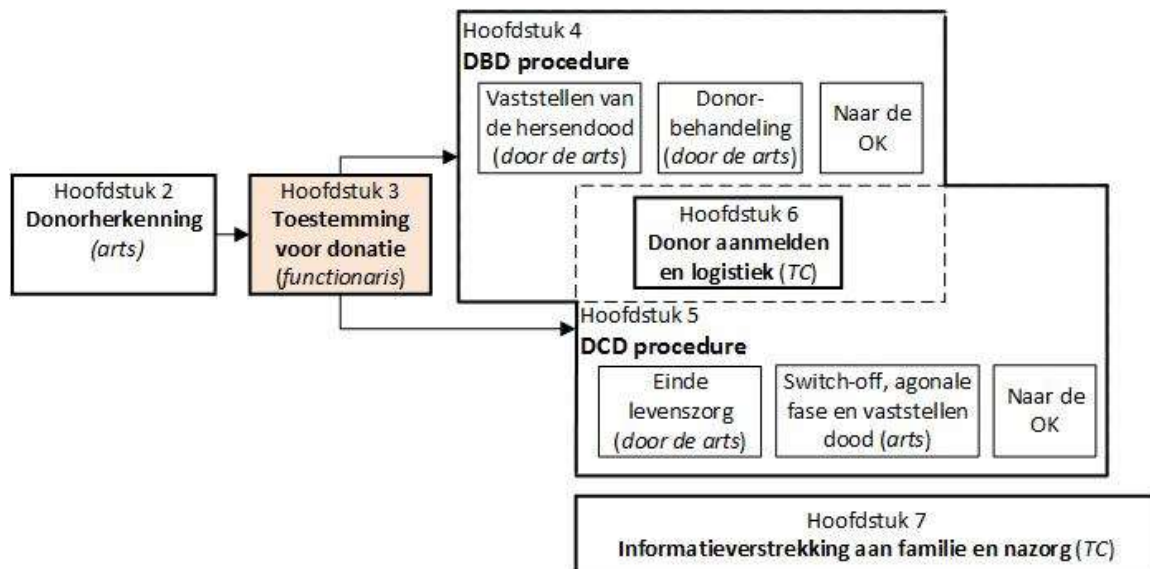 Hoofdstuk 2
Donorherkenning
(arts)
Hoofdstuk 3
Toestemming
voor donatie
(functionaris)
Hoofdstuk 4
DBD procedure
Vaststellen van
de hersendood
(door de arts)
Donor-
behandeling
(door de arts)
Naar de
OK
Hoofdstuk 6
Donor aanmelden
en logistiek (TC)
Hoofdstuk 5
DCD procedure
Einde
levenszorg
(door de arts)
Switch-off, agonale
fase en vaststellen
dood (arts)
Naar de
OK
Hoofdstuk 7
Informatieverstrekking aan familie en nazorg (TC)